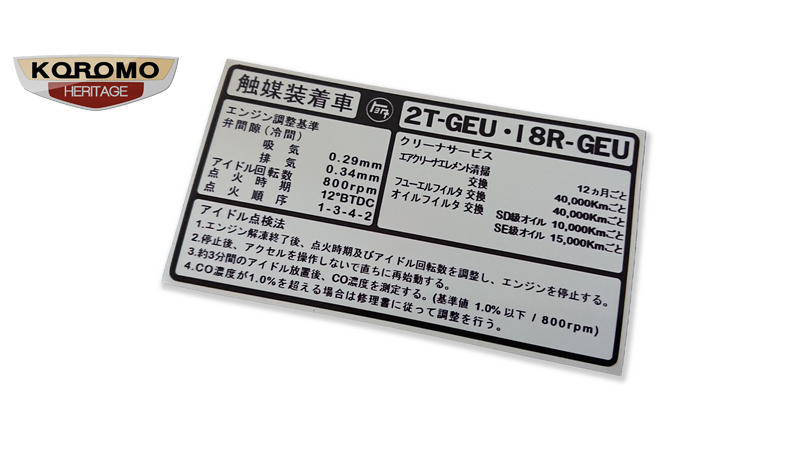 KOROMO
HERITAGE
触媒装着車
トヨタ
2T-GEU・18R-GEU
エンジン調整基準
弁間隙(冷間)
吸気 0.29mm
排気 0.34mm
アイドル回転数 800rpm
点火時期 12°BTDC
点火順序 1-3-4-2
クリーナサービス
エアクリーナエレメント清掃 12ヵ月ごと
交換 40,000Kmごと
フューエルフィルタ 交換 40,000Kmごと
オイルフィルタ 交換 SD級オイル 10,000Kmごと
SE級オイル 15,000Kmごと
アイドル点検法
1.エンジン解凍終了後、点火時期及びアイドル回転数を調整し、エンジンを停止する。
2.停止後、アクセルを操作しないで直ちに再始動する。
3.約3分間のアイドル放置後、CO濃度を測定する。(基準値 1.0%以下 / 800rpm)
4.CO濃度が1.0%を超える場合は修理書に従って調整を行う。